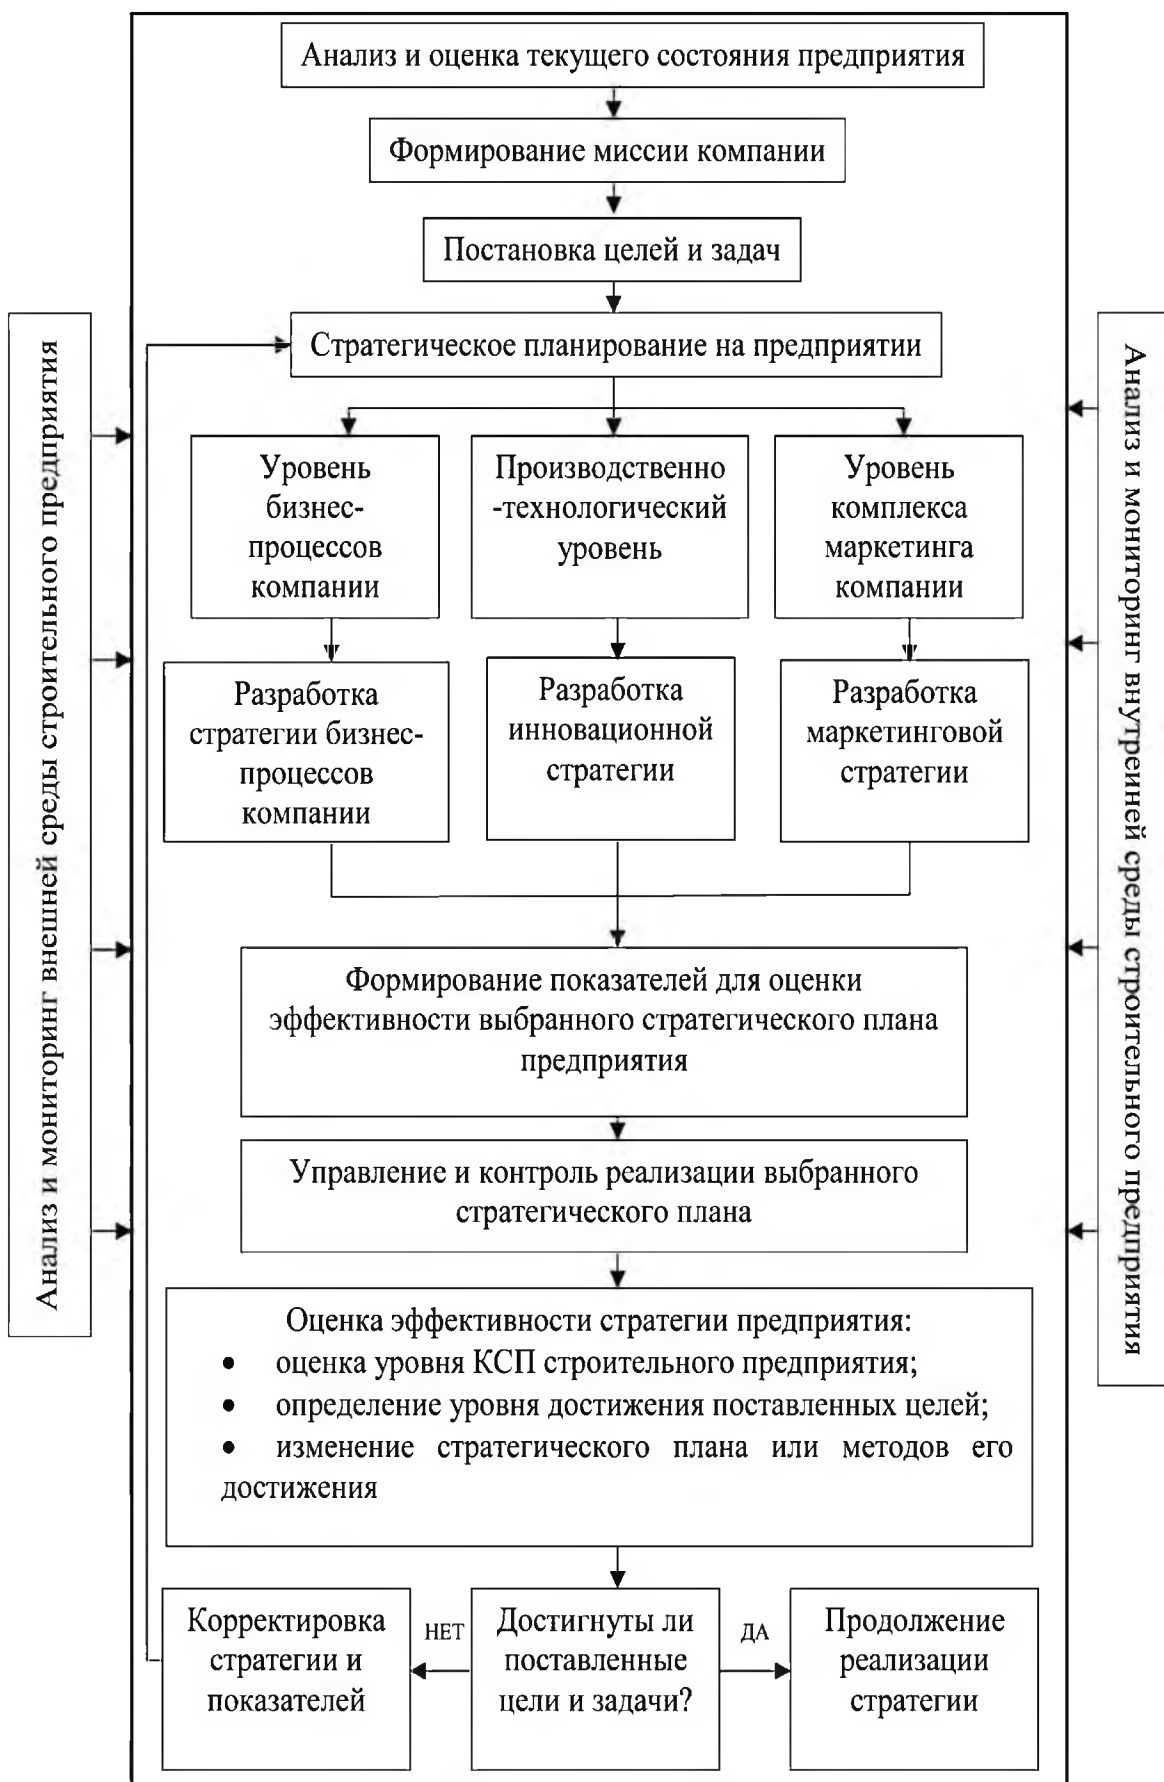 Анализ и оценка текущего состояния предприятия
Формирование миссии компании
Постановка целей и задач
Стратегическое планирование на предприятии
Анализ и мониторинг внешней среды строительного предприятия
Анализ и мониторинг внутреиней среды строительного предприятия
Уровень
бизнес-
процессов
компании
Производственно
-технологический
уровень
Уровень
комплекса
маркетинга
компании
Разработка
стратегии бизнес-
процессов
компании
Разработка
инновационной
стратегии
Разработка
маркетинговой
стратегии
Формирование показателей для оценки
эффективности выбранного стратегического плана
предприятия
Управление и контроль реализации выбранного
стратегического плана
Оценка эффективности стратегии предприятия:
• оценка уровня КСП строительного предприятия;
• определение уровня достижения поставленных целей;
• изменение стратегического плана или методов его
достижения
Корректировка
стратегии и
показателей
НЕТ
Достигнуты ли
поставленные
цели и задачи?
ДА
Продолжение
реализации
стратегии